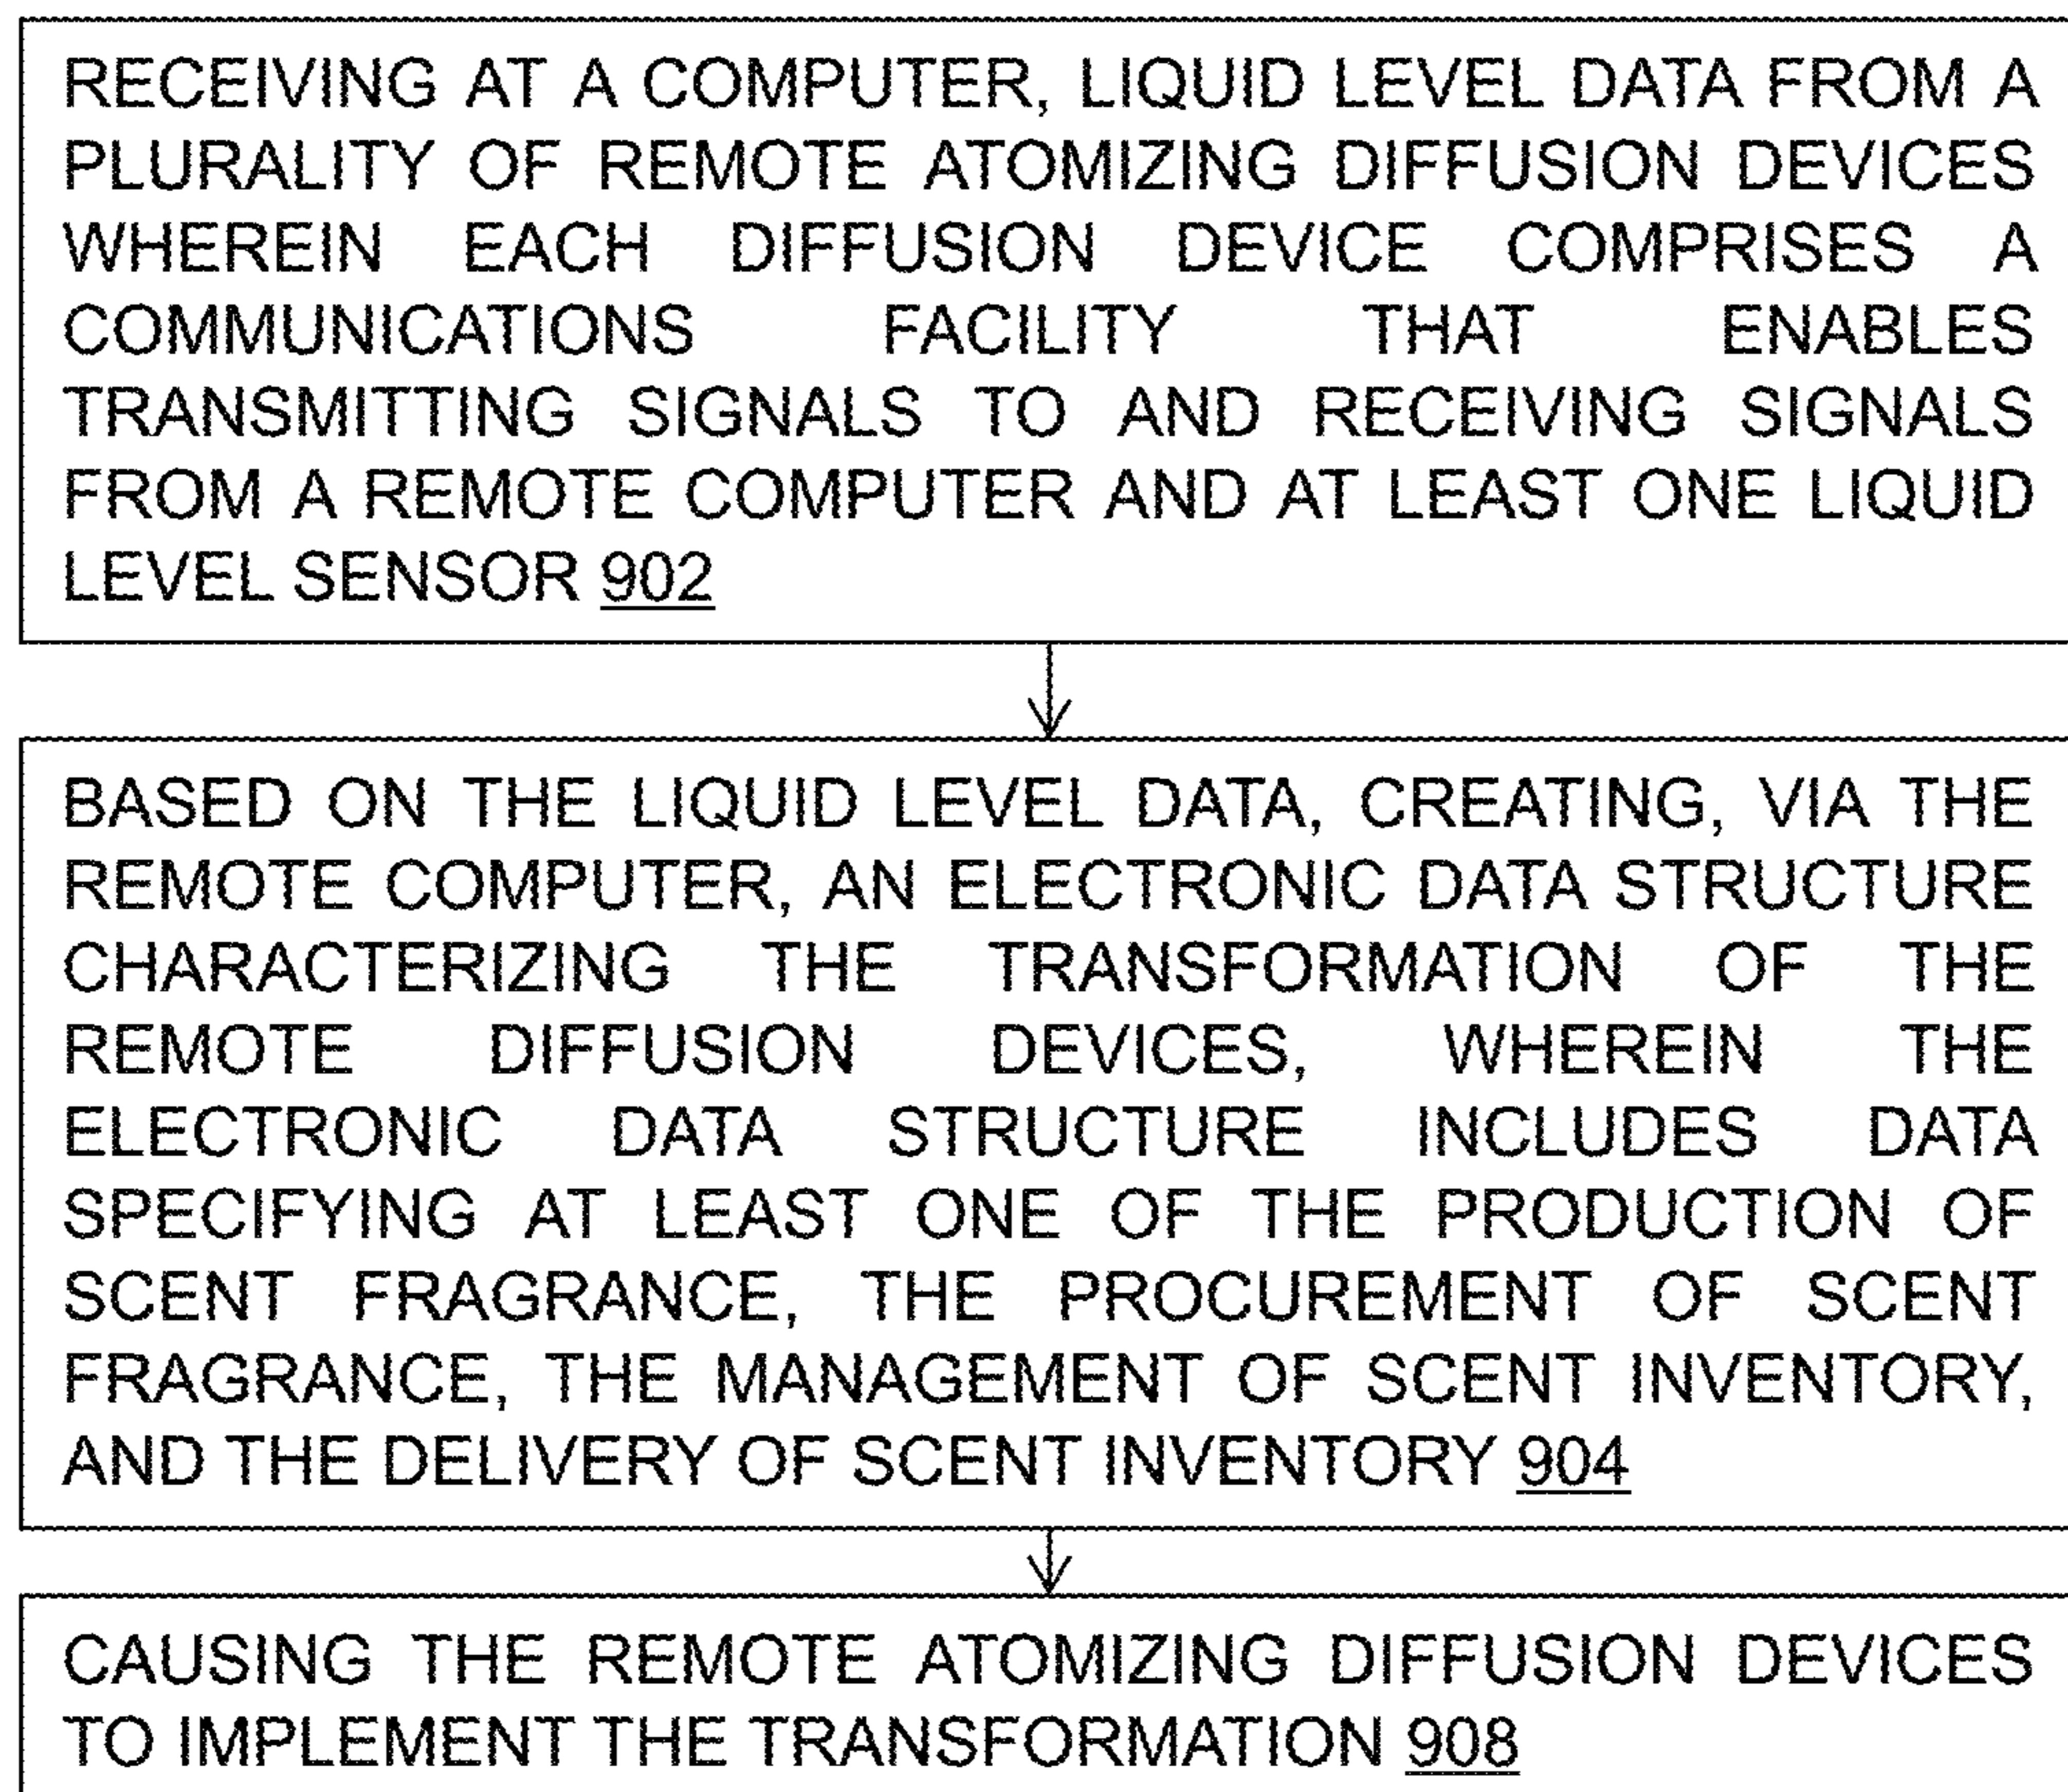 RECEIVING AT A COMPUTER, LIQUID LEVEL DATA FROM A
PLURALITY OF REMOTE ATOMIZING DIFFUSION DEVICES
WHEREIN EACH DIFFUSION DEVICE COMPRISES A
COMMUNICATIONS FACILITY THAT ENABLES
TRANSMITTING SIGNALS TO AND RECEIVING SIGNALS
FROM A REMOTE COMPUTER AND AT LEAST ONE LIQUID
LEVEL SENSOR 902
BASED ON THE LIQUID LEVEL DATA, CREATING, VIA THE
REMOTE COMPUTER, AN ELECTRONIC DATA STRUCTURE
CHARACTERIZING THE TRANSFORMATION OF THE
REMOTE DIFFUSION DEVICES, WHEREIN THE
ELECTRONIC DATA STRUCTURE INCLUDES DATA
SPECIFYING AT LEAST ONE OF THE PRODUCTION OF
SCENT FRAGRANCE, THE PROCUREMENT OF SCENT
FRAGRANCE, THE MANAGEMENT OF SCENT INVENTORY,
AND THE DELIVERY OF SCENT INVENTORY 904
CAUSING THE REMOTE ATOMIZING DIFFUSION DEVICES
TO IMPLEMENT THE TRANSFORMATION 908